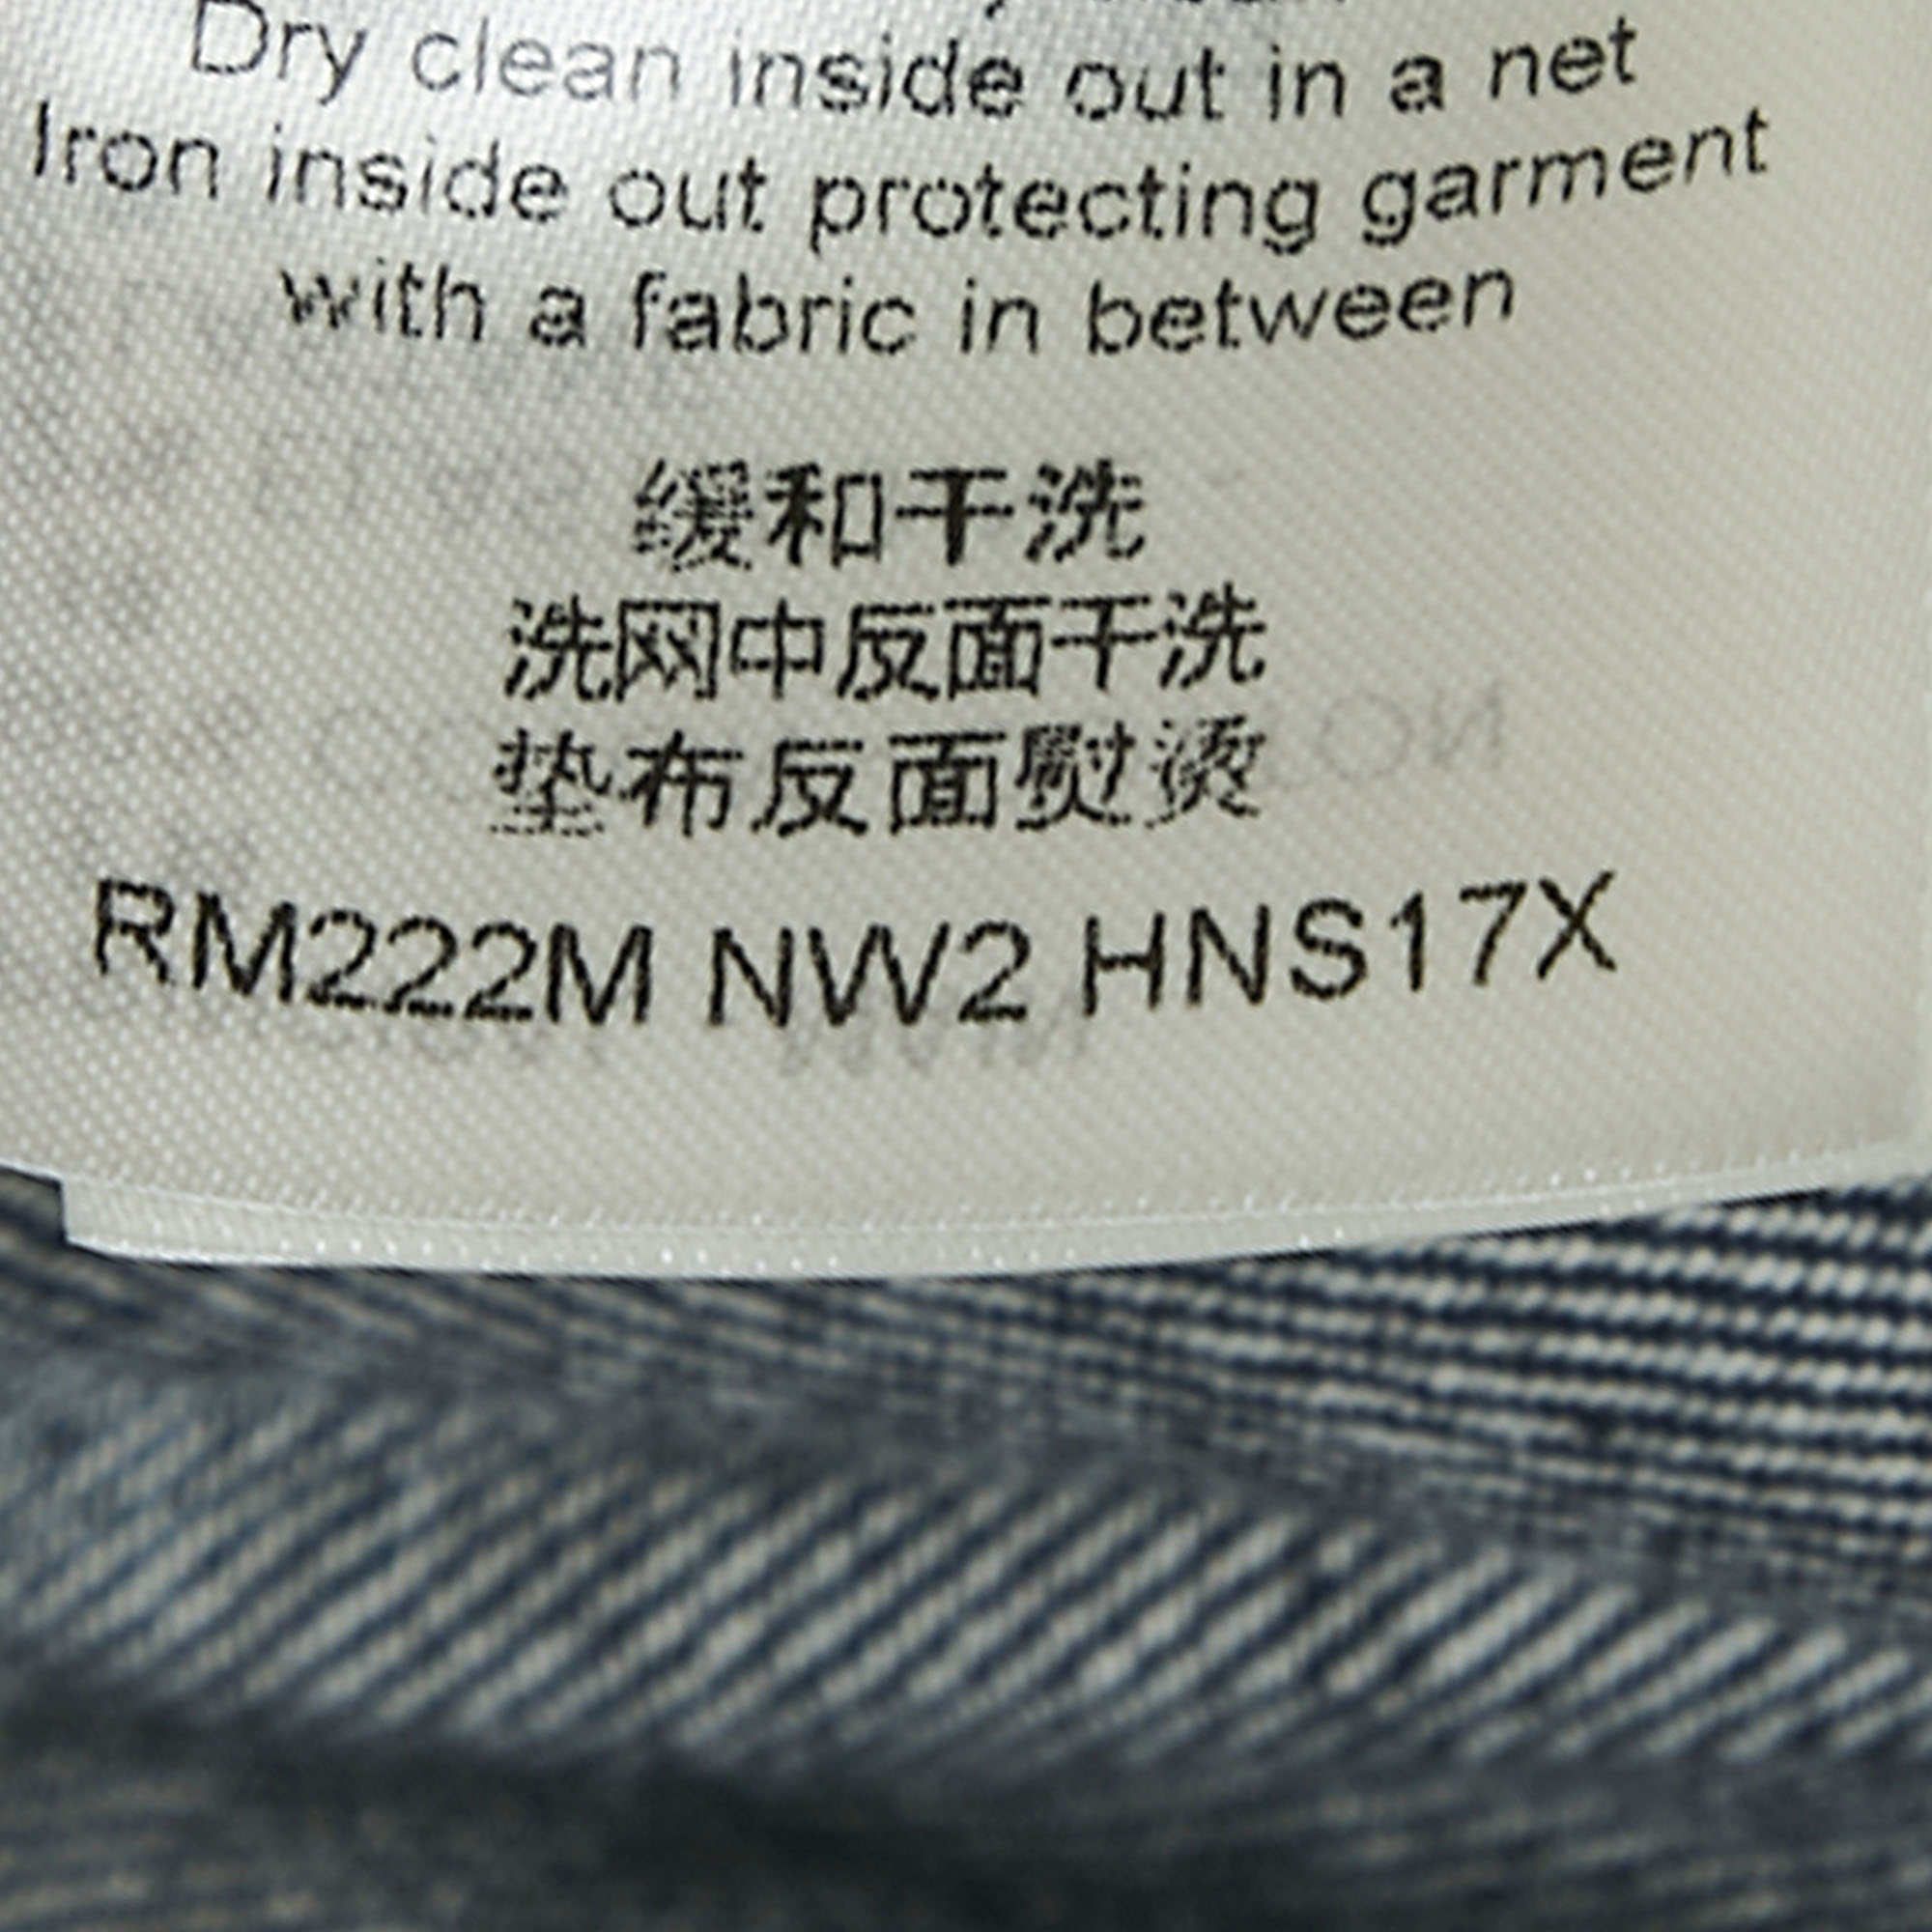 Dry clean inside out in a net
Iron inside out protecting garment
with a fabric in between
缓和干洗
洗网中反面干洗
垫布反面熨烫
RM222M NW2 HNS17X